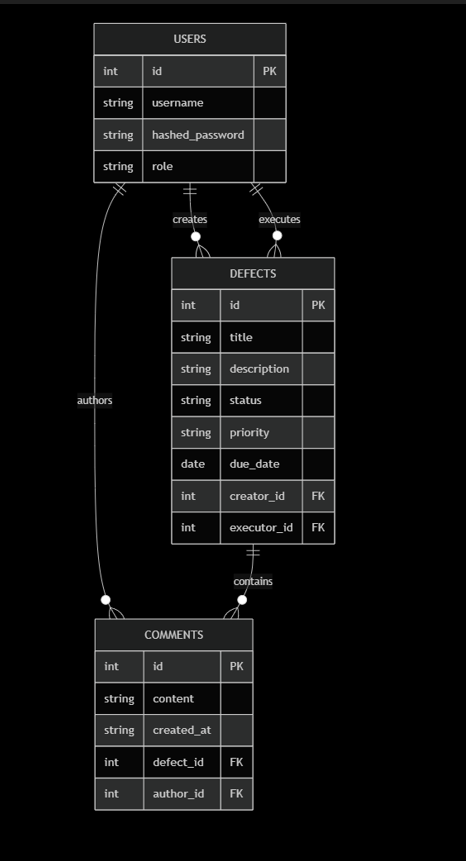 USERS
int id PK
string username
string hashed_password
string role
creates executes
DEFECTS
int id PK
string title
string description
string status
string priority
date due_date
int creator_id FK
int executor_id FK
authors
contains
COMMENTS
int id PK
string content
string created_at
int defect_id FK
int author_id FK